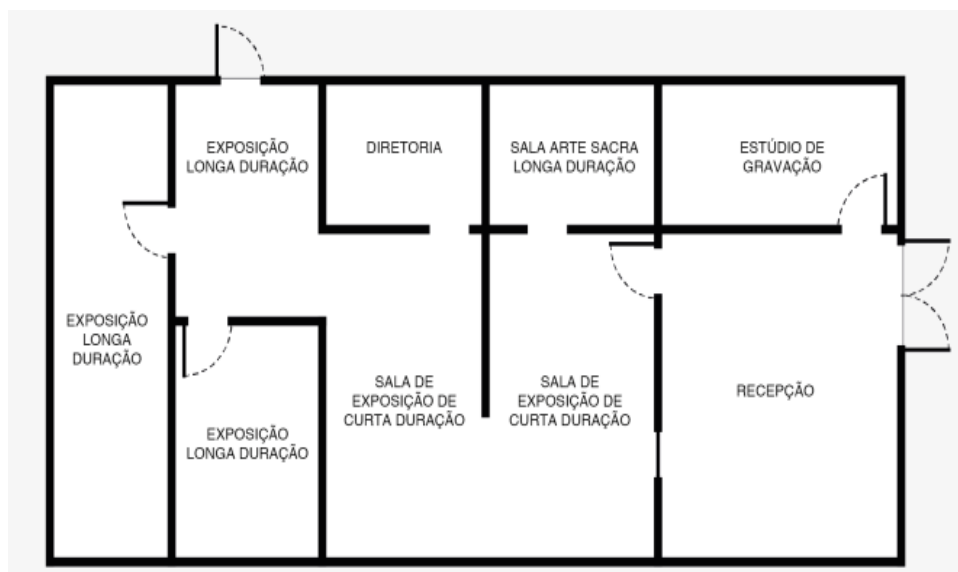 EXPOSIÇÃO
LONGA DURAÇÃO
DIRETORIA
SALA ARTE SACRA
LONGA DURAÇÃO
ESTÚDIO DE
GRAVAÇÃO
EXPOSIÇÃO
LONGA
DURAÇÃO
EXPOSIÇÃO
LONGA DURAÇÃO
SALA DE
EXPOSIÇÃO DE
CURTA DURAÇÃO
SALA DE
EXPOSIÇÃO DE
CURTA DURAÇÃO
RECEPÇÃO